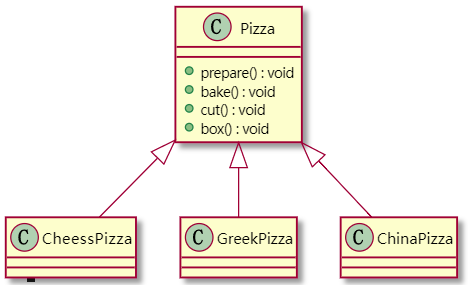 C Pizza
prepare() : void
bake() : void
cut() : void
box() : void
C CheessPizza
C GreekPizza
C ChinaPizza